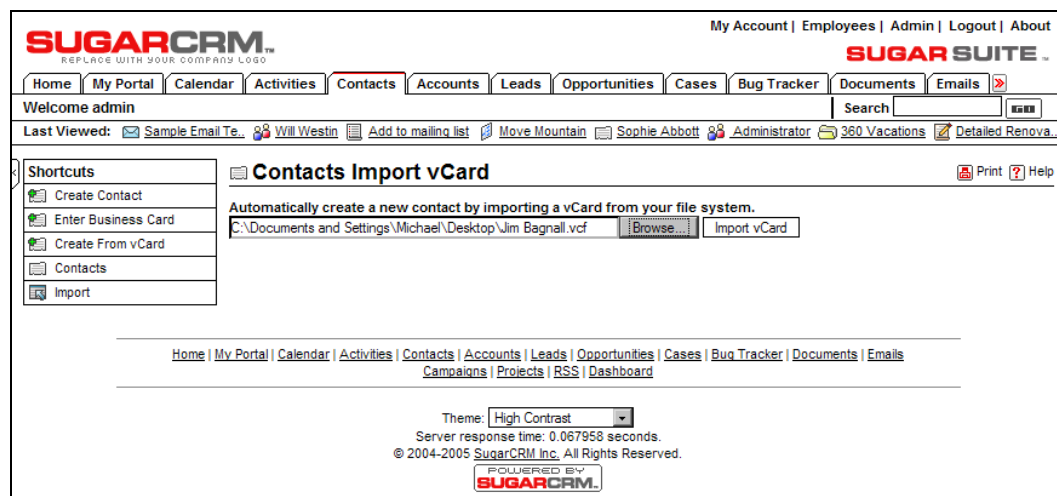 My Account | Employees | Admin | Logout | About
SUGARCRM™
REPLACE WITH YOUR COMPANY LOGO
SUGAR SUITE™
Home My Portal Calendar Activities Contacts Accounts Leads Opportunities Cases Bug Tracker Documents Emails »
Welcome admin Search GO
Last Viewed: Sample Email Te.. Will Westin Add to mailing list Move Mountain Sophie Abbott Administrator 360 Vacations Detailed Renova..
Shortcuts
Create Contact
Enter Business Card
Create From vCard
Contacts
Import
Contacts Import vCard
Print ? Help
Automatically create a new contact by importing a vCard from your file system.
C:\Documents and Settings\Michael\Desktop\Jim Bagnall.vcf Browse... Import vCard
Home | My Portal | Calendar | Activities | Contacts | Accounts | Leads | Opportunities | Cases | Bug Tracker | Documents | Emails
Campaigns | Projects | RSS | Dashboard
Theme: High Contrast
Server response time: 0.067958 seconds.
© 2004-2005 SugarCRM Inc. All Rights Reserved.
POWERED BY
SUGARCRM™